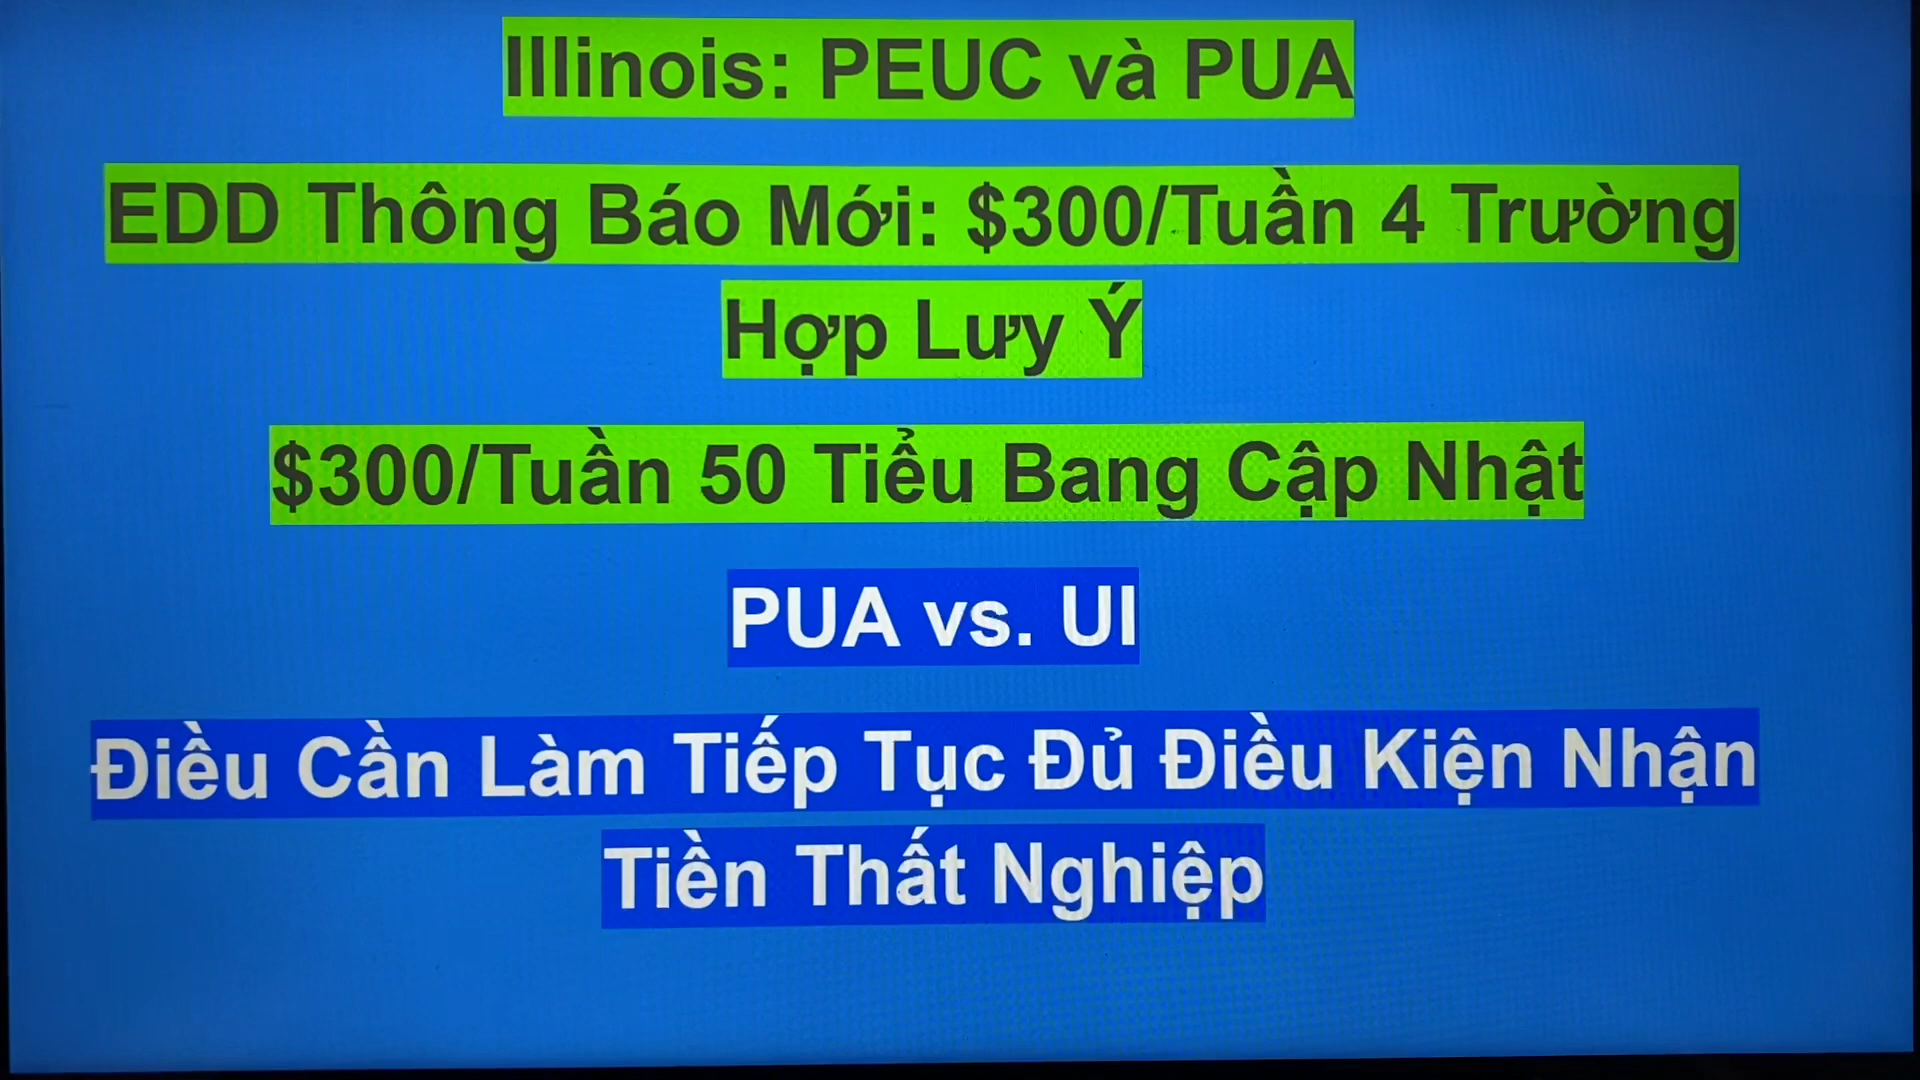 Illinois: PEUC và PUA
EDD Thông Báo Mới: $300/Tuần 4 Trường
Hợp Lưy Ý
$300/Tuần 50 Tiểu Bang Cập Nhật
PUA vs. UI
Điều Cần Làm Tiếp Tục Đủ Điều Kiện Nhận
Tiền Thất Nghiệp